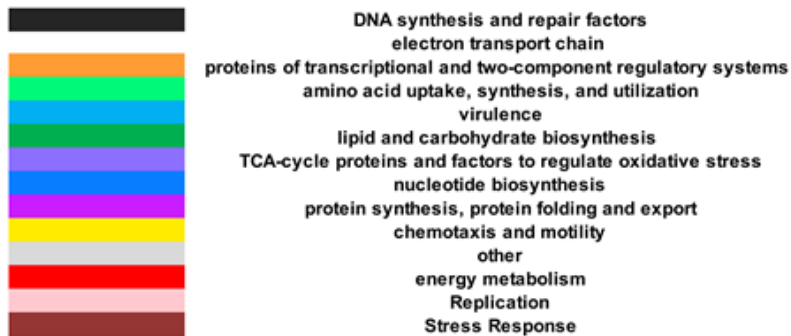 DNA synthesis and repair factors
electron transport chain
proteins of transcriptional and two-component regulatory systems
amino acid uptake, synthesis, and utilization
virulence
lipid and carbohydrate biosynthesis
TCA-cycle proteins and factors to regulate oxidative stress
nucleotide biosynthesis
protein synthesis, protein folding and export
chemotaxis and motility
other
energy metabolism
Replication
Stress Response